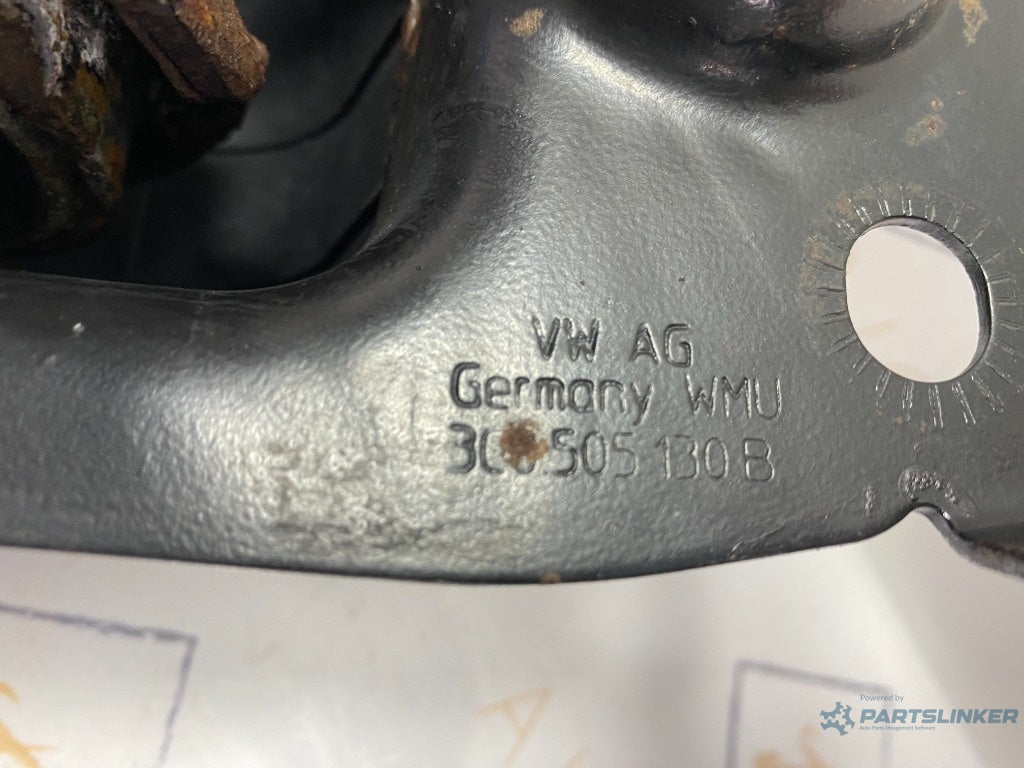 VW AG
Germany WMU
505 130 B
Powered by
PARTSLINKER
Auto Parts Management Software